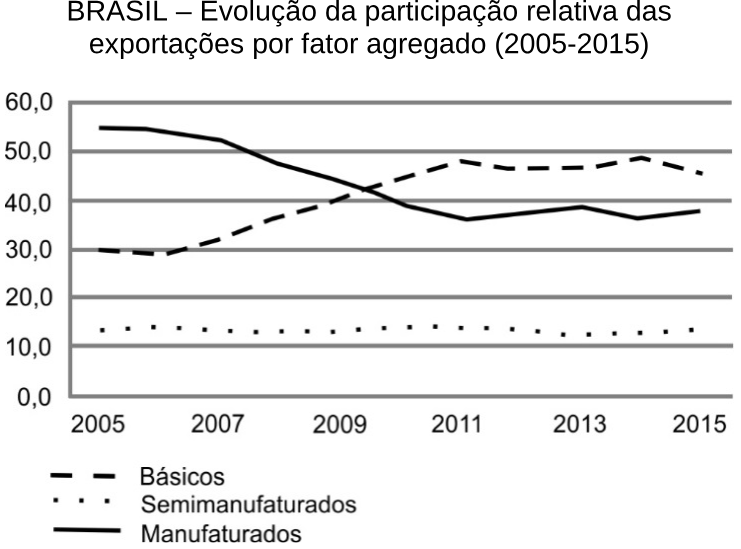 BRASIL – Evolução da participação relativa das
exportações por fator agregado (2005-2015)
60,0
50,0
40,0
30,0
20,0
10,0
0,0
2005 2007 2009 2011 2013 2015
Básicos
Semimanufaturados
Manufaturados